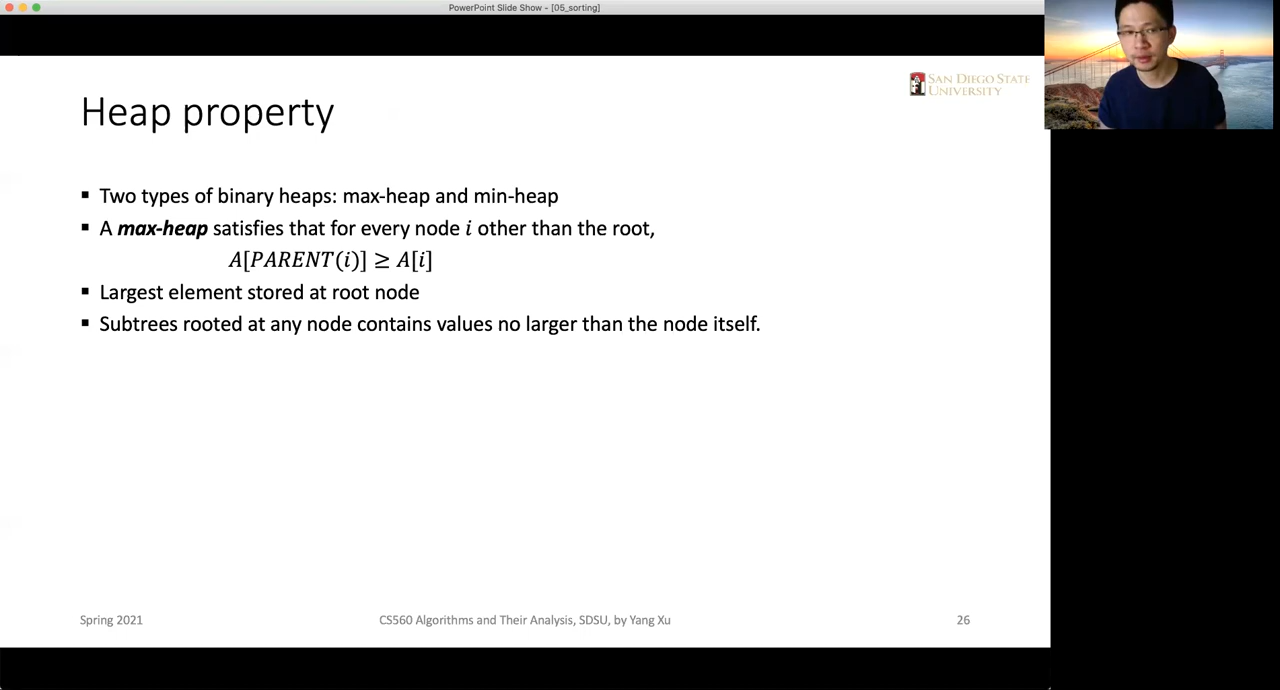 PowerPoint Slide Show - [05_sorting]
SAN DIEGO STATE
UNIVERSITY
Heap property
▪ Two types of binary heaps: max-heap and min-heap
▪ A max-heap satisfies that for every node i other than the root,
A[PARENT(i)] ≥ A[i]
▪ Largest element stored at root node
▪ Subtrees rooted at any node contains values no larger than the node itself.
Spring 2021
CS560 Algorithms and Their Analysis, SDSU, by Yang Xu
26